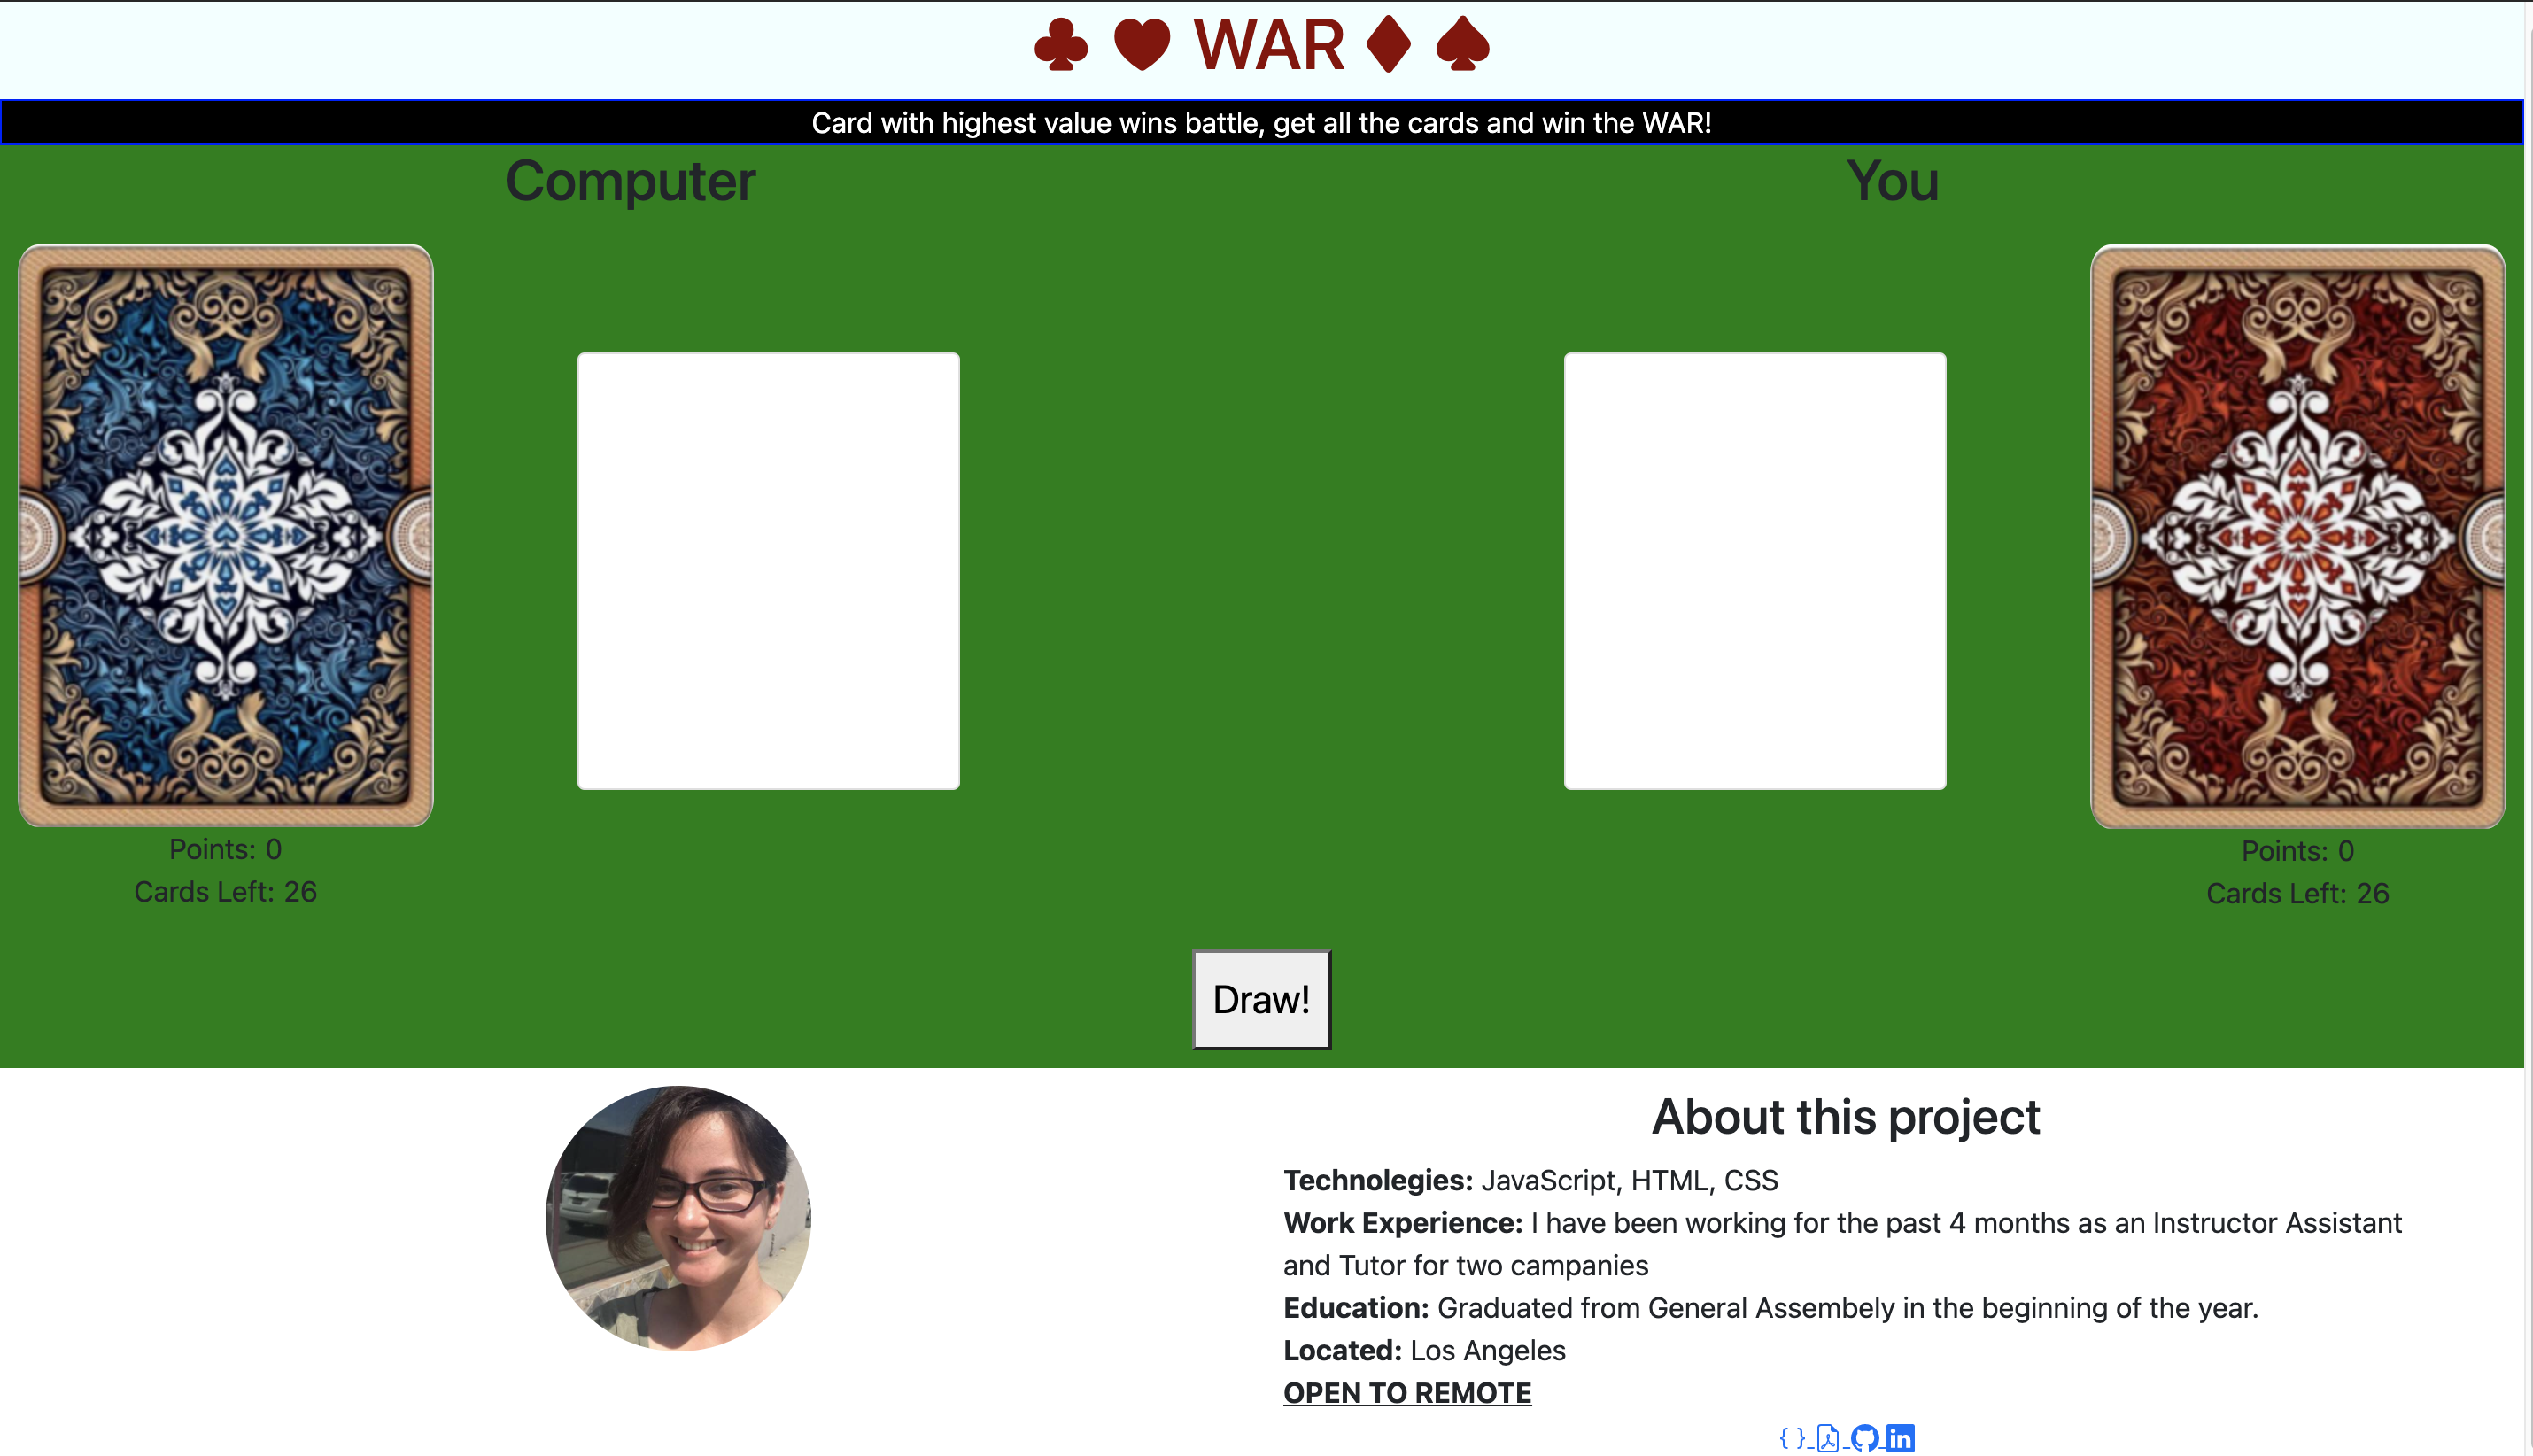 ♣ ♥ WAR ♦ ♠
Card with highest value wins battle, get all the cards and win the WAR!
Computer
You
Points: 0
Cards Left: 26
Points: 0
Cards Left: 26
Draw!
About this project
Technolegies: JavaScript, HTML, CSS
Work Experience: I have been working for the past 4 months as an Instructor Assistant
and Tutor for two campanies
Education: Graduated from General Assembely in the beginning of the year.
Located: Los Angeles
OPEN TO REMOTE
{ } in